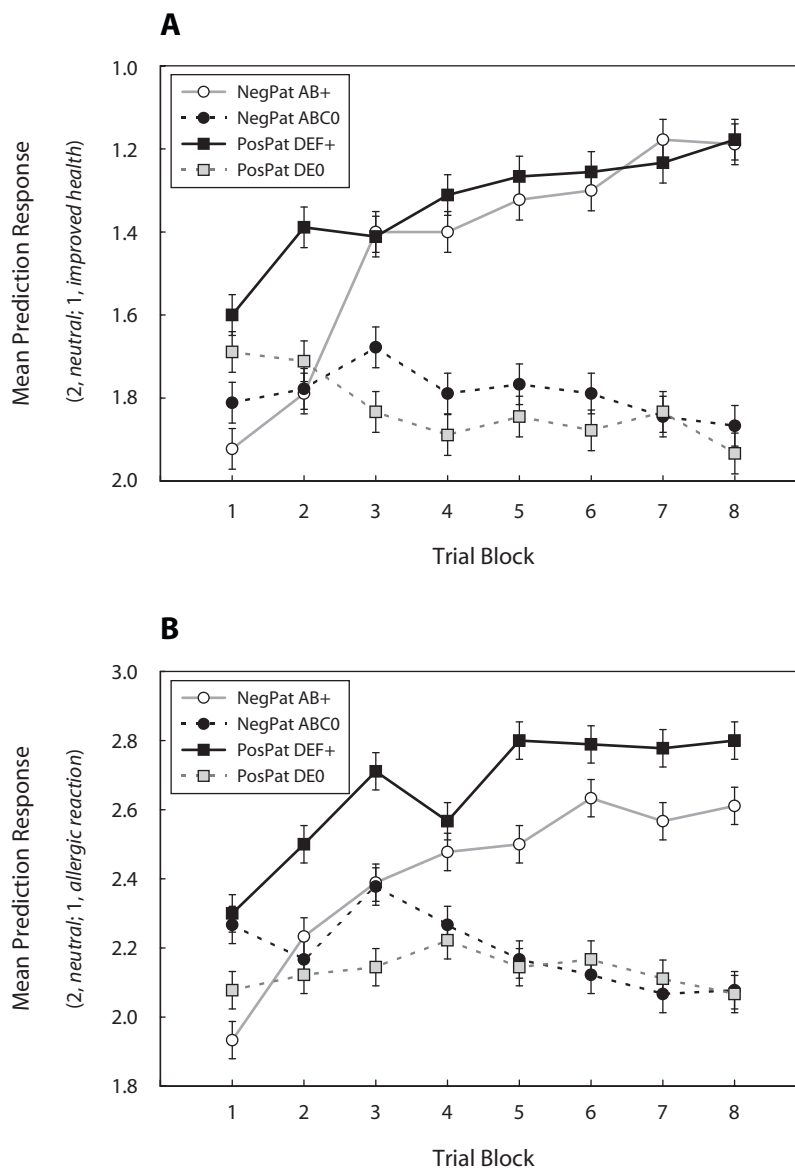 A
Mean Prediction Response
(2, neutral; 1, improved health)
1.0
1.2
1.4
1.6
1.8
2.0
NegPat AB+
NegPat ABC0
PosPat DEF+
PosPat DE0
1 2 3 4 5 6 7 8
Trial Block
B
Mean Prediction Response
(2, neutral; 1, allergic reaction)
3.0
2.8
2.6
2.4
2.2
2.0
1.8
NegPat AB+
NegPat ABC0
PosPat DEF+
PosPat DE0
1 2 3 4 5 6 7 8
Trial Block